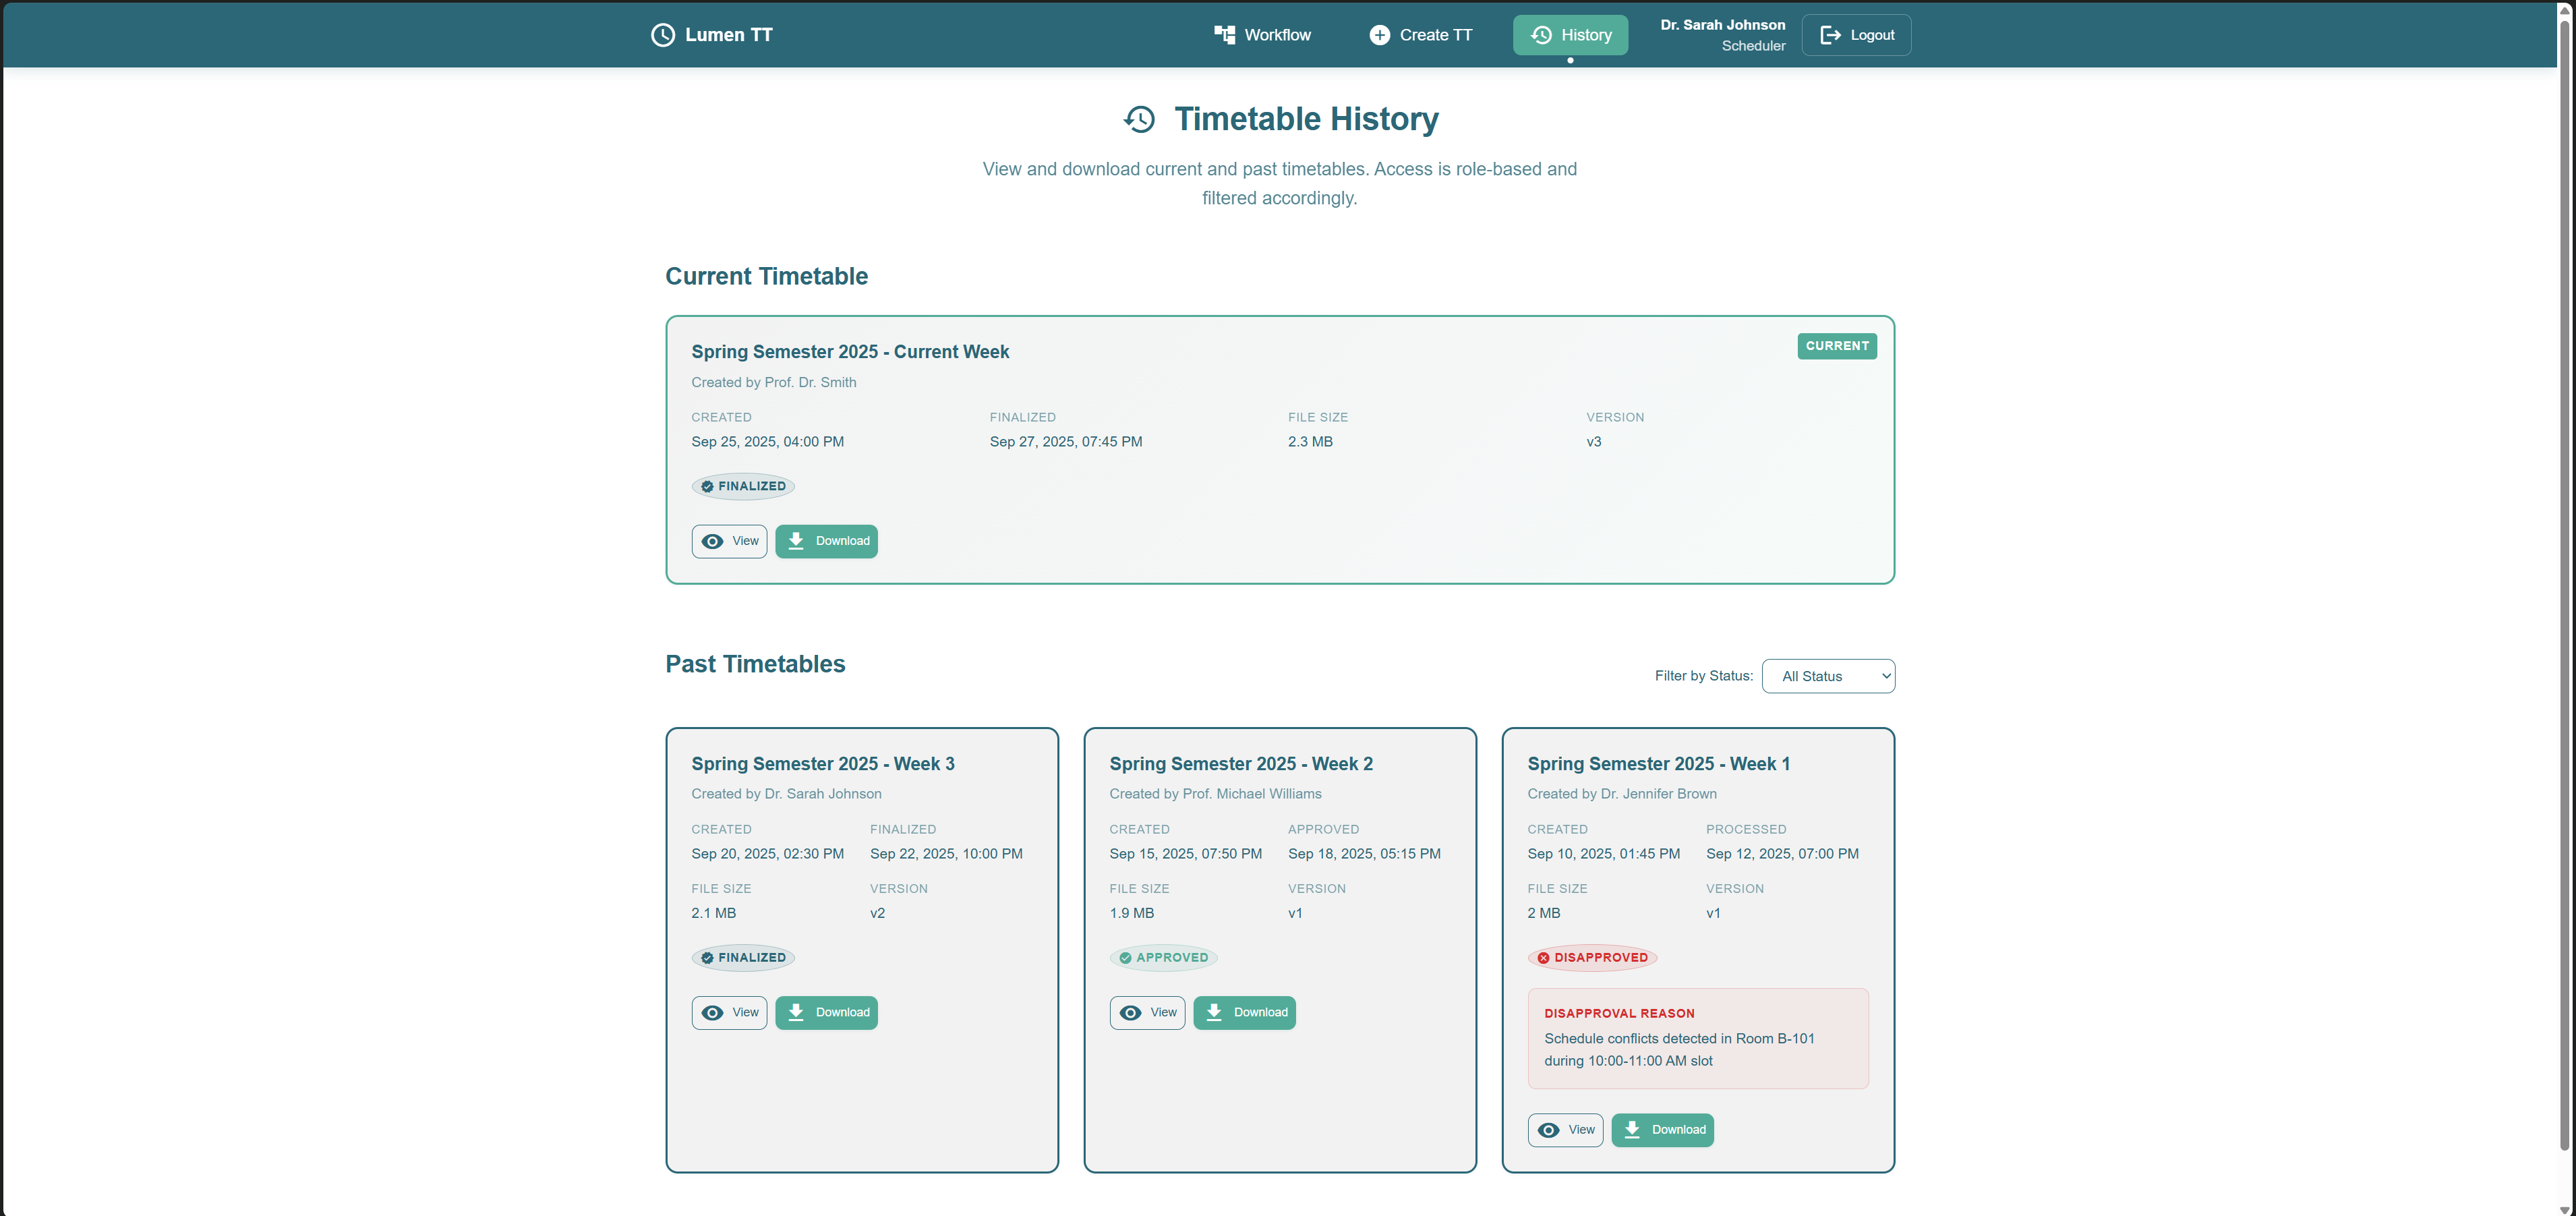 Lumen TT
Workflow
Create TT
History
Dr. Sarah Johnson
Scheduler
Logout
Timetable History
View and download current and past timetables. Access is role-based and
filtered accordingly.
Current Timetable
Spring Semester 2025 - Current Week
CURRENT
Created by Prof. Dr. Smith
CREATED
Sep 25, 2025, 04:00 PM
FINALIZED
Sep 27, 2025, 07:45 PM
FILE SIZE
2.3 MB
VERSION
v3
FINALIZED
View
Download
Past Timetables
Filter by Status:
All Status
Spring Semester 2025 - Week 3
Created by Dr. Sarah Johnson
CREATED
Sep 20, 2025, 02:30 PM
FINALIZED
Sep 22, 2025, 10:00 PM
FILE SIZE
2.1 MB
VERSION
v2
FINALIZED
View
Download
Spring Semester 2025 - Week 2
Created by Prof. Michael Williams
CREATED
Sep 15, 2025, 07:50 PM
APPROVED
Sep 18, 2025, 05:15 PM
FILE SIZE
1.9 MB
VERSION
v1
APPROVED
View
Download
Spring Semester 2025 - Week 1
Created by Dr. Jennifer Brown
CREATED
Sep 10, 2025, 01:45 PM
PROCESSED
Sep 12, 2025, 07:00 PM
FILE SIZE
2 MB
VERSION
v1
DISAPPROVED
DISAPPROVAL REASON
Schedule conflicts detected in Room B-101
during 10:00-11:00 AM slot
View
Download